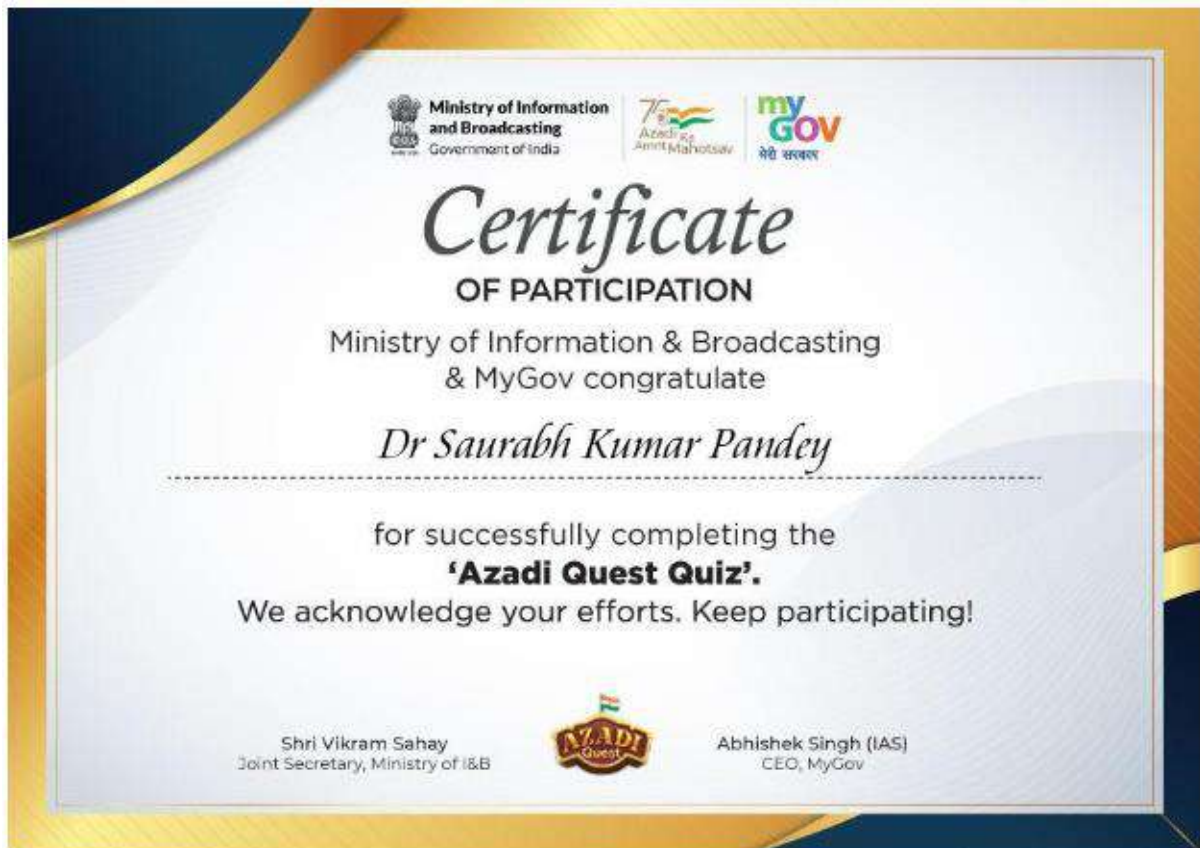 Ministry of Information
and Broadcasting
Government of India
75
Azadi Ka
Amrit Mahotsav
my
GOV
मेरी सरकार
Certificate
OF PARTICIPATION
Ministry of Information & Broadcasting
& MyGov congratulate
Dr Saurabh Kumar Pandey
for successfully completing the
‘Azadi Quest Quiz’.
We acknowledge your efforts. Keep participating!
Shri Vikram Sahay
Joint Secretary, Ministry of I&B
AZADI
Quest
Abhishek Singh (IAS)
CEO, MyGov